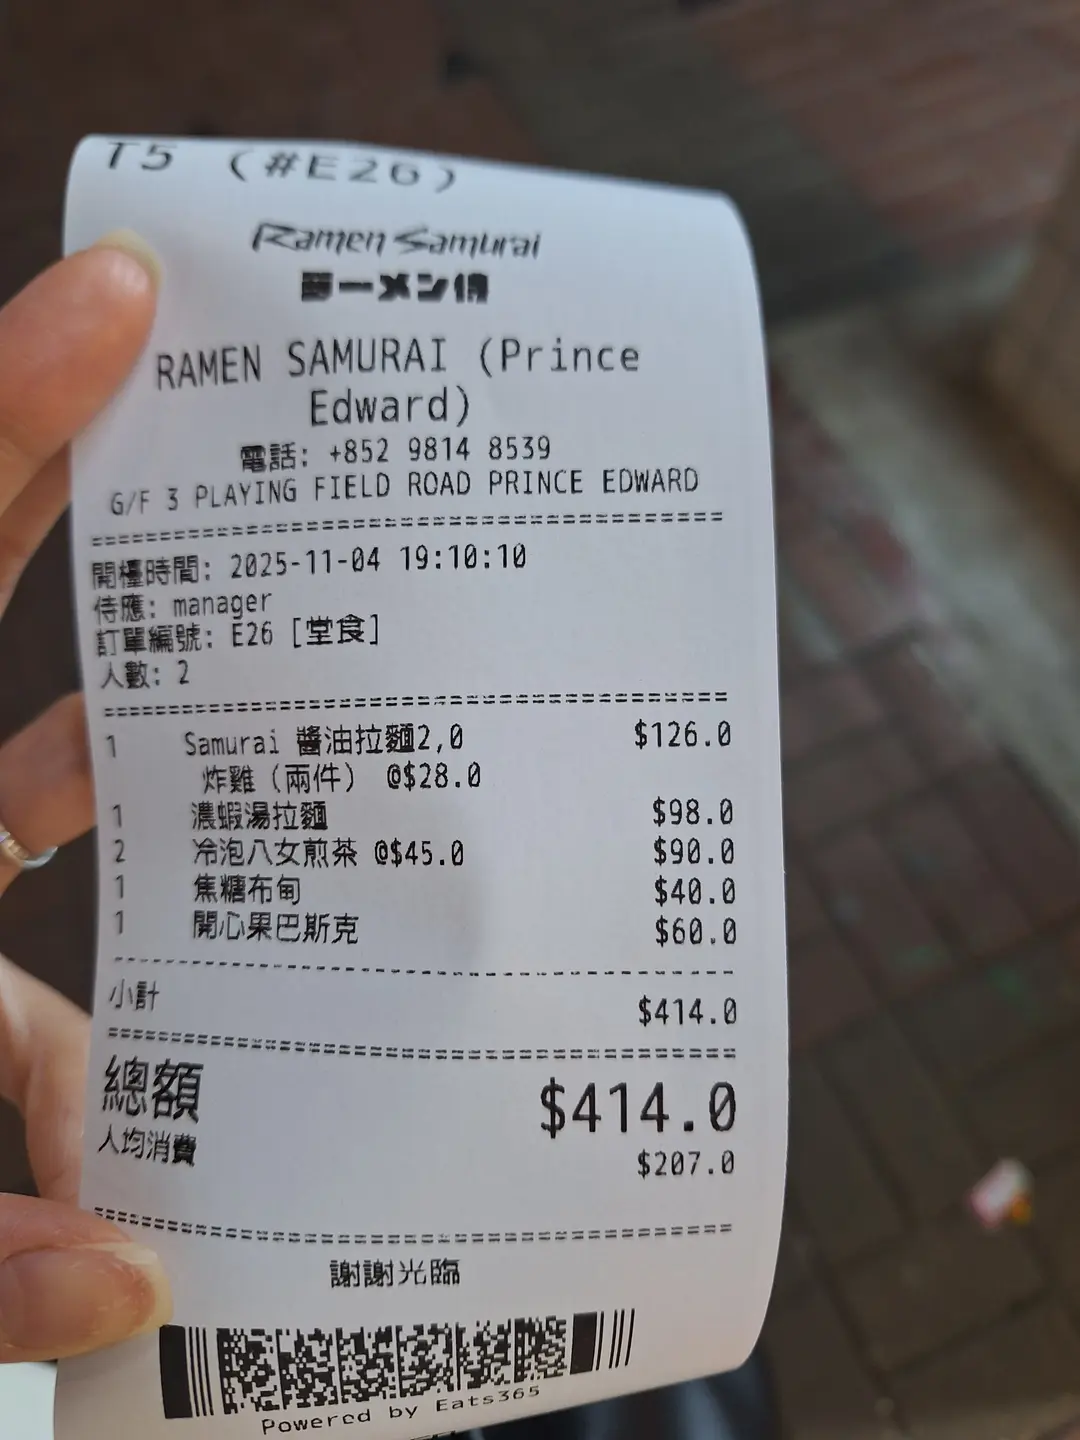 T5 (#E26)
Ramen Samurai
ラーメン侍
RAMEN SAMURAI (Prince
Edward)
電話: +852 9814 8539
G/F 3 PLAYING FIELD ROAD PRINCE EDWARD
開檯時間: 2025-11-04 19:10:10
侍應: manager
訂單編號: E26 [堂食]
人數: 2
1 Samurai 醬油拉麵2,0 $126.0
炸雞（兩件） @$28.0
1 濃蝦湯拉麵 $98.0
2 冷泡八女煎茶 @$45.0 $90.0
1 焦糖布甸 $40.0
1 開心果巴斯克 $60.0
小計 $414.0
總額 $414.0
人均消費 $207.0
謝謝光臨
Powered by Eats365